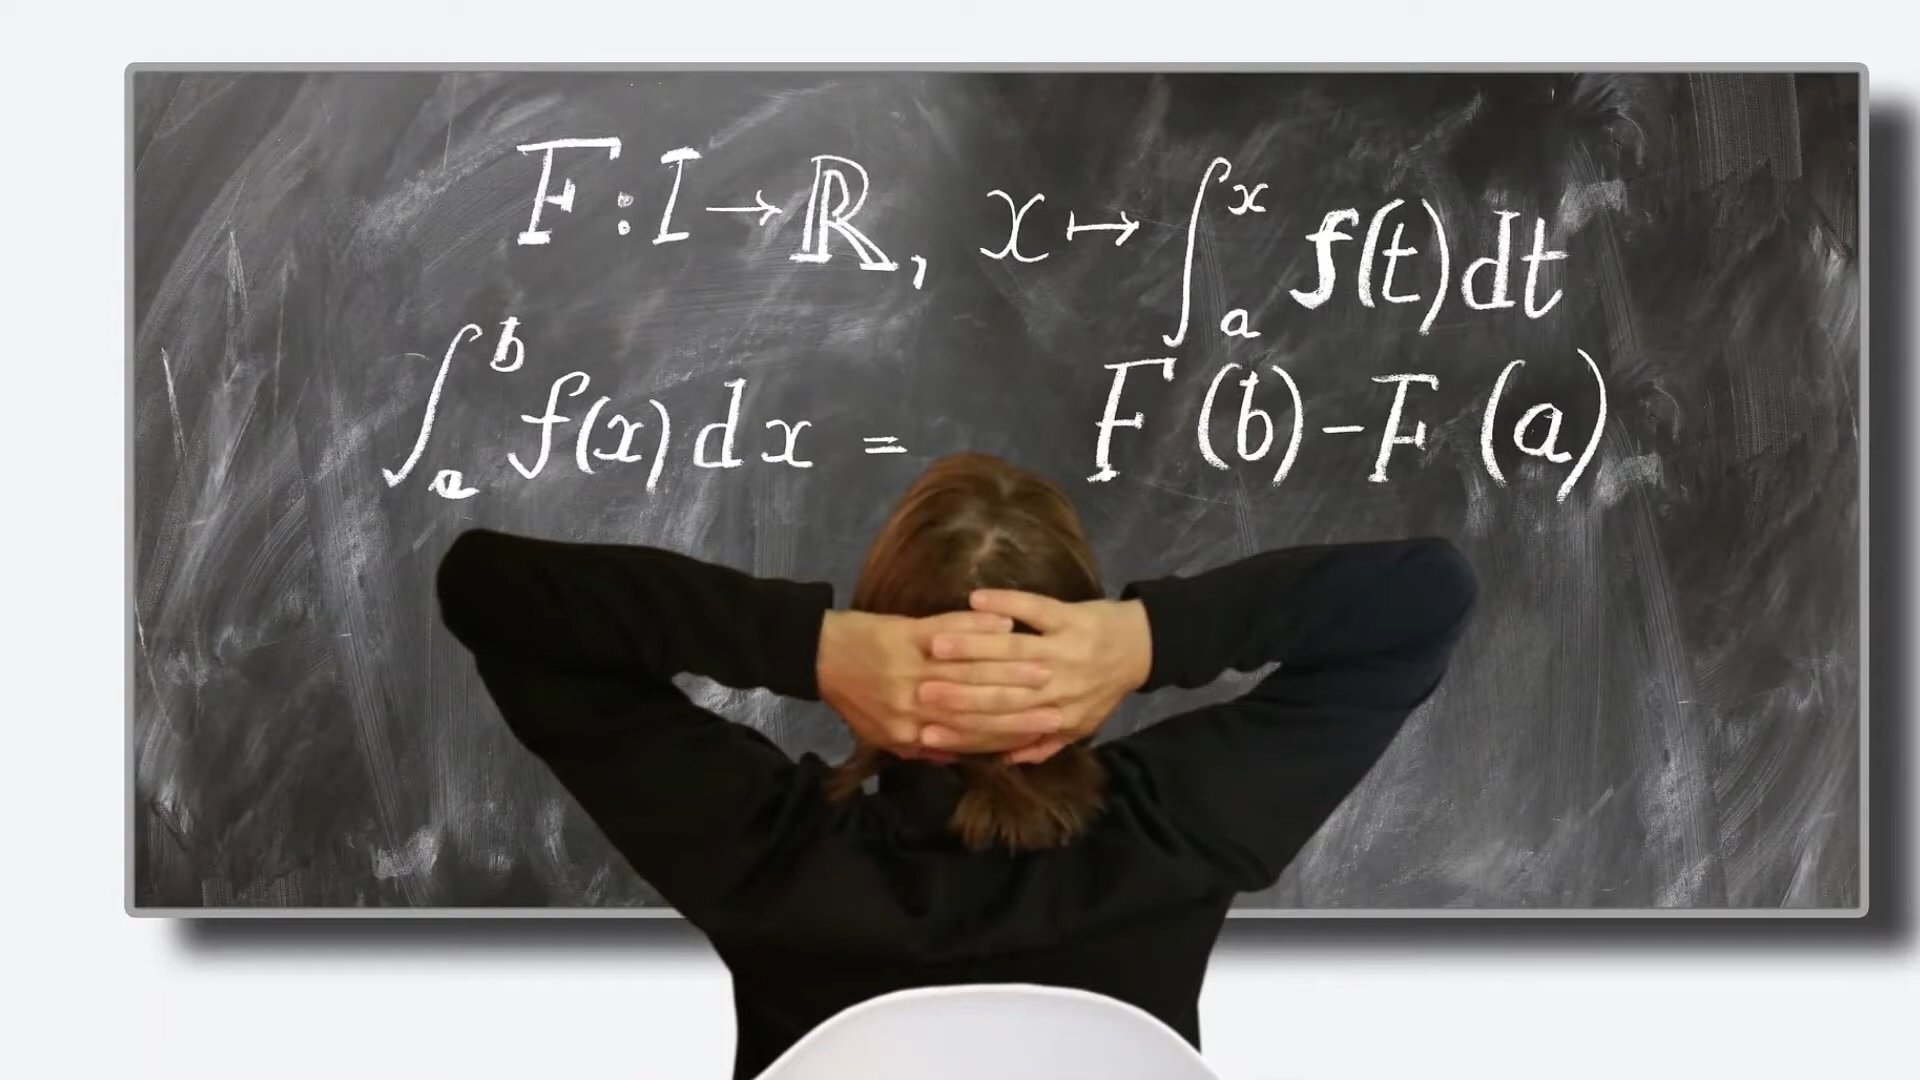 F : I → ℝ, x ↦ ∫ₐˣ f(t) dt
∫ₐᵇ f(x) dx = F(b) - F(a)